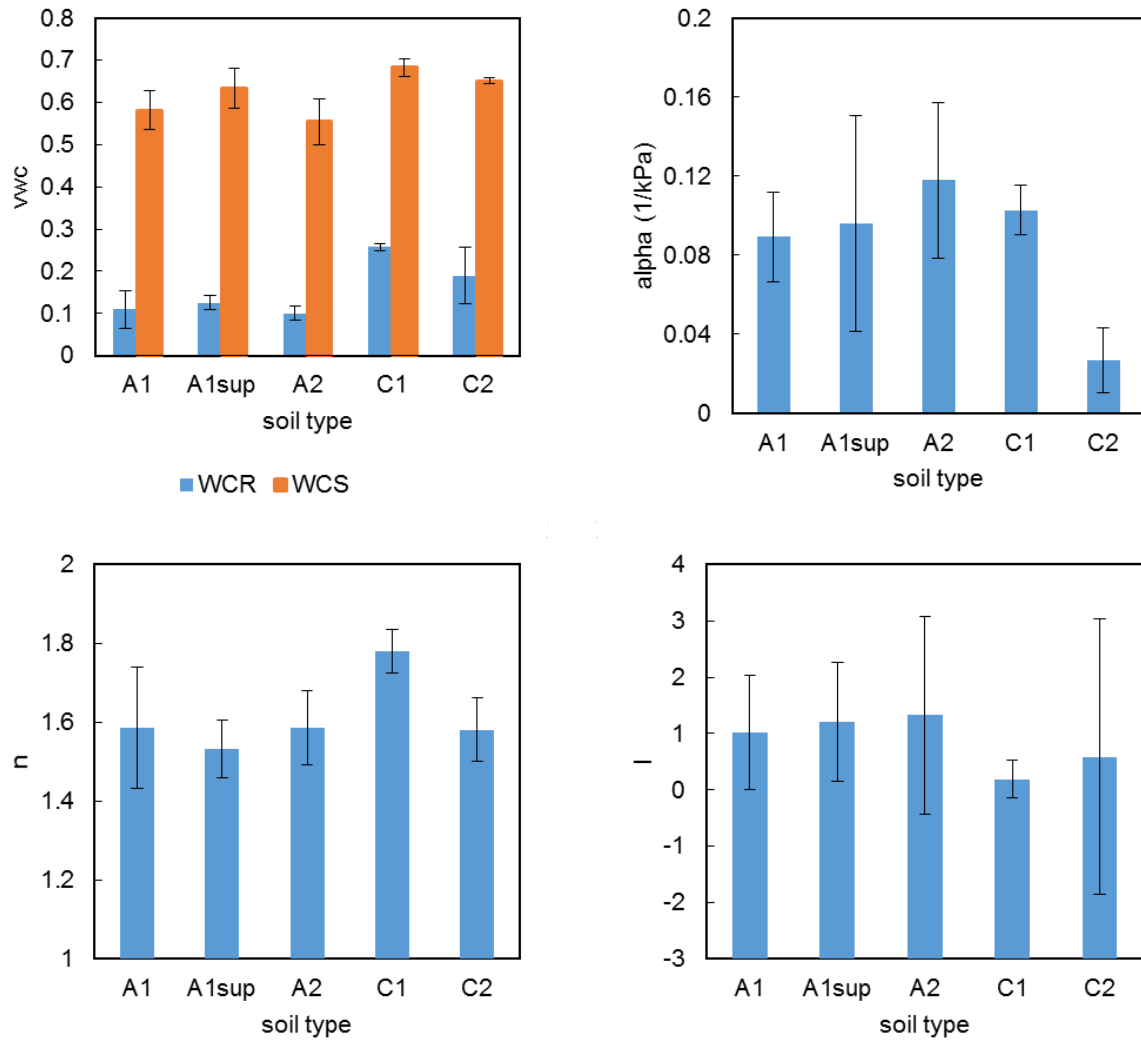 0.8
0.7
0.6
0.5
0.4
0.3
0.2
0.1
0
vwc
A1 A1sup A2 C1 C2
soil type
WCR WCS
0.2
0.16
0.12
0.08
0.04
0
alpha (1/kPa)
A1 A1sup A2 C1 C2
soil type
2
1.8
1.6
1.4
1.2
1
n
A1 A1sup A2 C1 C2
soil type
4
3
2
1
0
-1
-2
-3
l
A1 A1sup A2 C1 C2
soil type